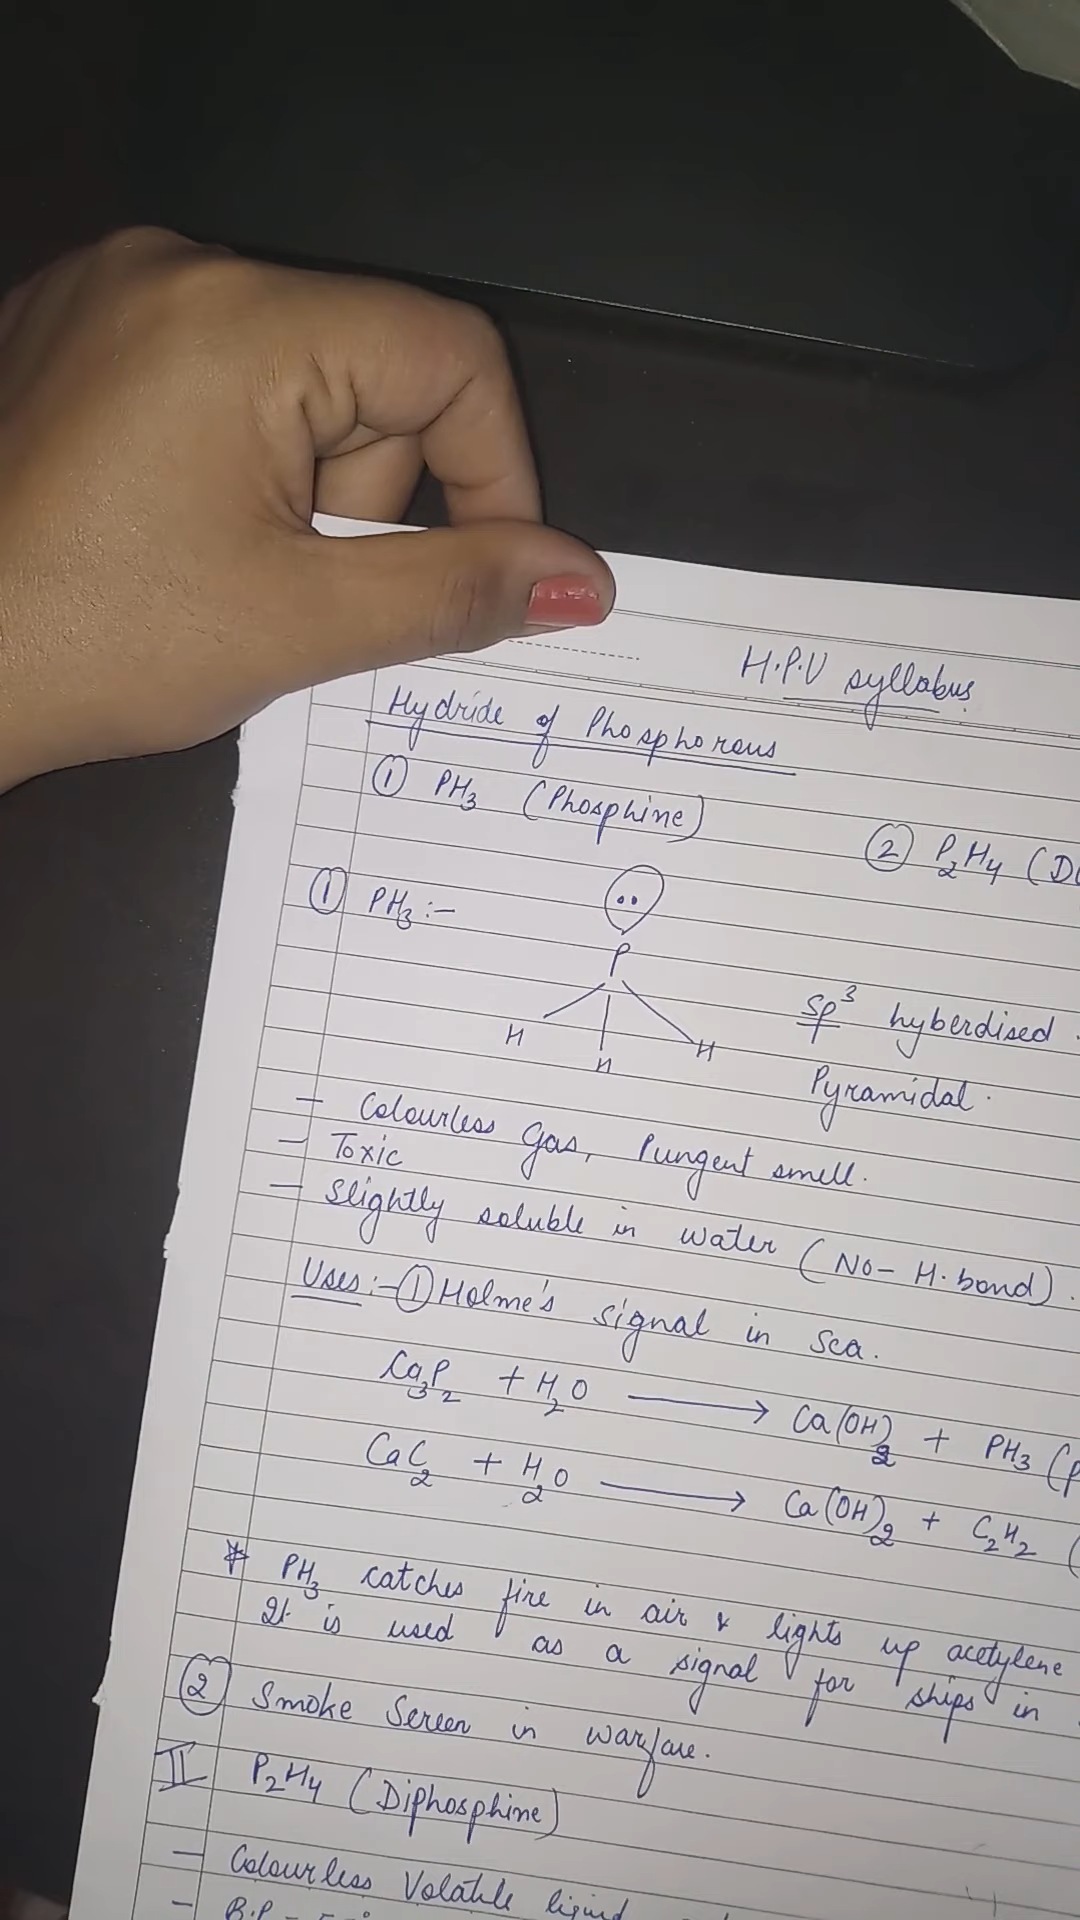 H.P.U syllabus.
Hydride of Phosphorous
① PH₃ (Phosphine)
② P₂H₄
① PH₃ :-
P
H H H
Sp³ hyberdised.
Pyramidal.
- Colourless gas, Pungent smell.
- Toxic
- Slightly soluble in water (No- H.bond).
Uses :- ① Holme's signal in sea.
Ca₃P₂ + H₂O ⟶ Ca(OH)₂ + PH₃
CaC₂ + H₂O ⟶ Ca(OH)₂ + C₂H₂
* PH₃ catches fire in air & lights up acetylene
It is used as a signal for ships in
② Smoke Screen in warfare.
II P₂H₄ (Diphosphine)
- Colourless Volatile liquid
- B.P -